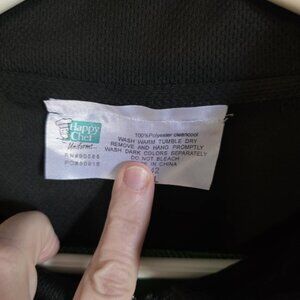 Happy
Chef
Uniforms
100%Polyester cleancool
WASH WARM TUMBLE DRY
REMOVE AND HANG PROMPTLY
WASH DARK COLORS SEPARATELY
DO NOT BLEACH
IN CHINA